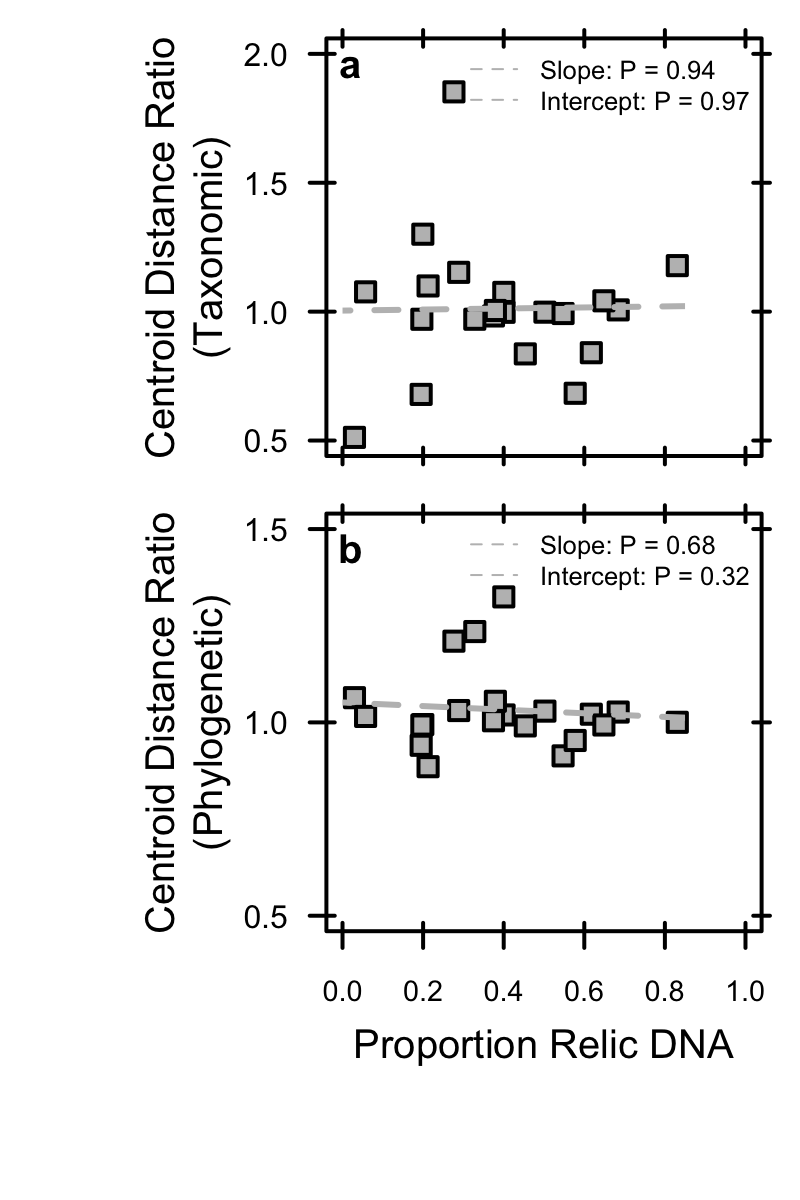 a
Slope: P = 0.94
Intercept: P = 0.97
Centroid Distance Ratio
(Taxonomic)
2.0
1.5
1.0
0.5
b
Slope: P = 0.68
Intercept: P = 0.32
Centroid Distance Ratio
(Phylogenetic)
1.5
1.0
0.5
0.0 0.2 0.4 0.6 0.8 1.0
Proportion Relic DNA